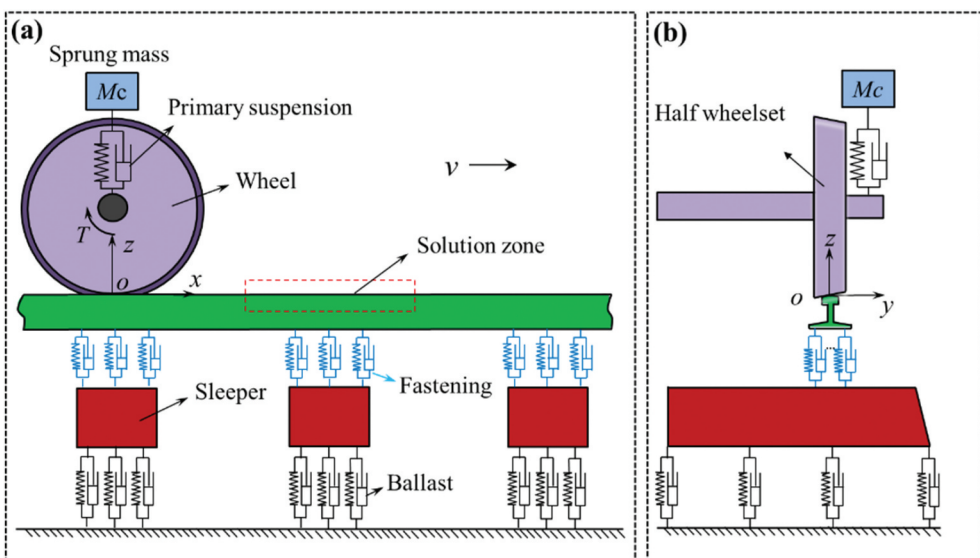 (a)
Sprung mass
Mc
Primary suspension
Wheel
v
T
z
Solution zone
o
x
Fastening
Sleeper
Ballast
(b)
Mc
Half wheelset
z
o
y